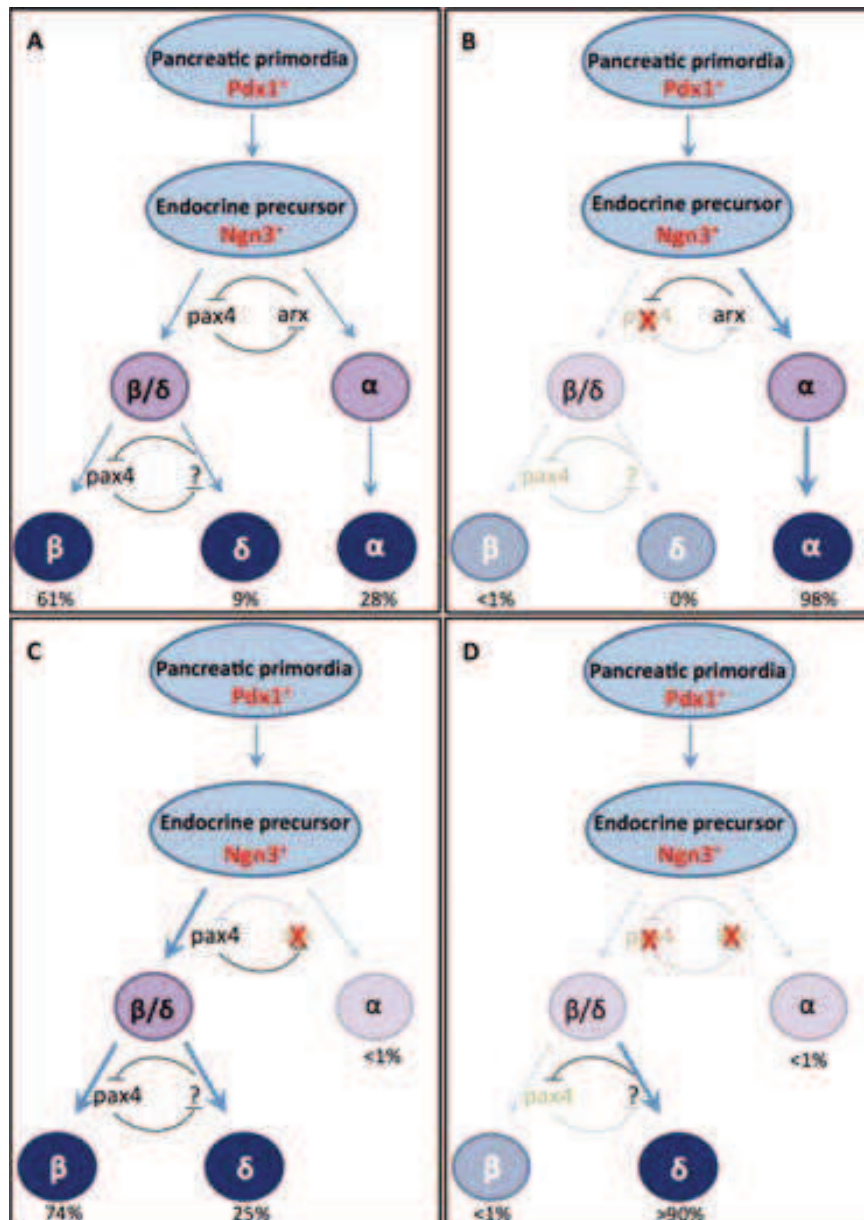 A
Pancreatic primordia
Pdx1⁺
Endocrine precursor
Ngn3⁺
pax4
arx
β/δ
α
pax4
?
β
δ
α
61%
9%
28%
B
Pancreatic primordia
Pdx1⁺
Endocrine precursor
Ngn3⁺
pax4
X
arx
β/δ
α
pax4
?
β
δ
α
<1%
0%
98%
C
Pancreatic primordia
Pdx1⁺
Endocrine precursor
Ngn3⁺
pax4
X
β/δ
α
<1%
pax4
?
β
δ
74%
25%
D
Pancreatic primordia
Pdx1⁺
Endocrine precursor
Ngn3⁺
pax4
X
X
β/δ
α
<1%
pax4
?
β
δ
<1%
≥90%